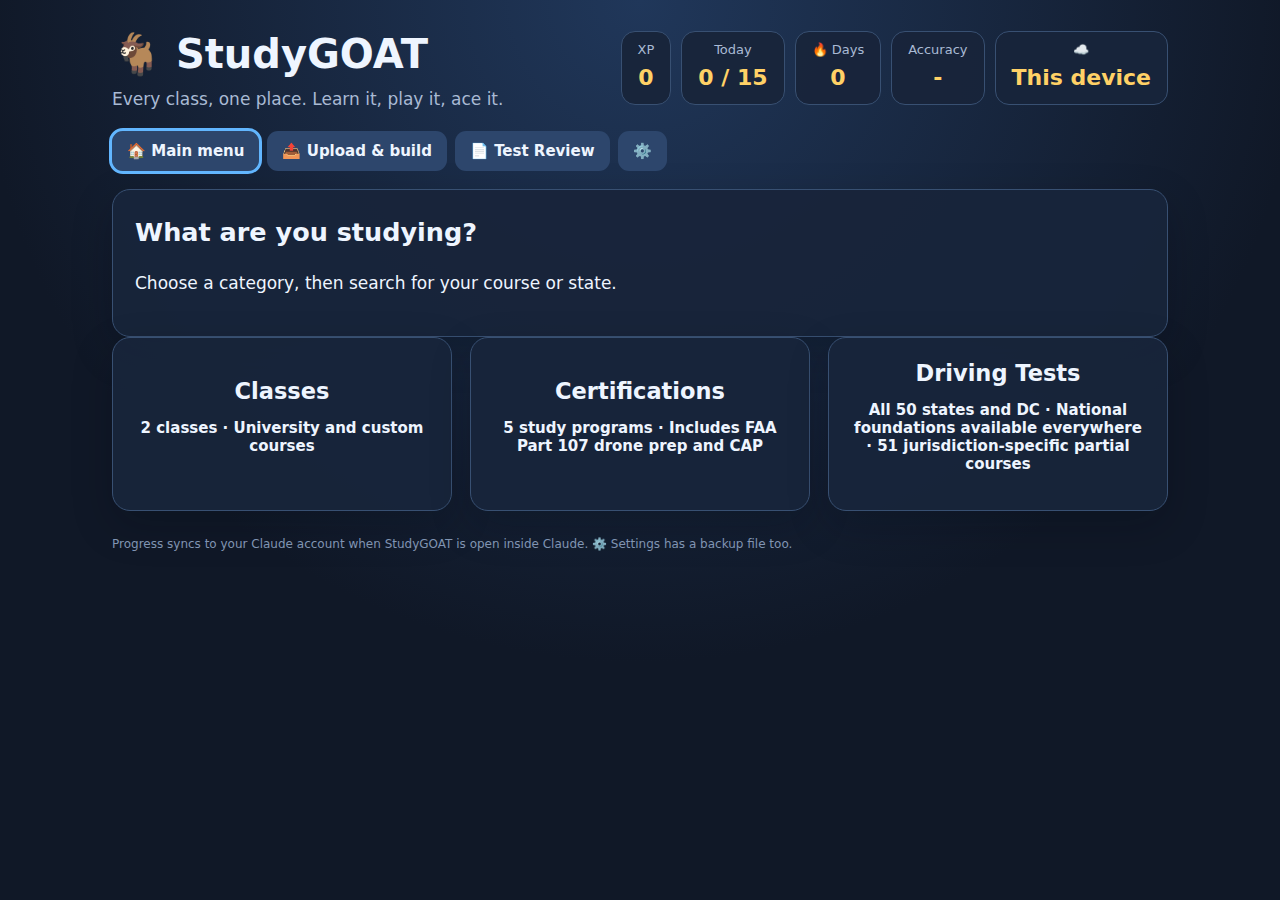 🐐 StudyGOAT
Every class, one place. Learn it, play it, ace it.
XP
0
Today
0 / 15
🔥 Days
0
Accuracy
-
☁️
This device
🏠 Main menu
📤 Upload & build
📄 Test Review
⚙️
What are you studying?
Choose a category, then search for your course or state.
Classes
2 classes · University and custom
courses
Certifications
5 study programs · Includes FAA
Part 107 drone prep and CAP
Driving Tests
All 50 states and DC · National
foundations available everywhere
· 51 jurisdiction-specific partial
courses
Progress syncs to your Claude account when StudyGOAT is open inside Claude. ⚙️ Settings has a backup file too.